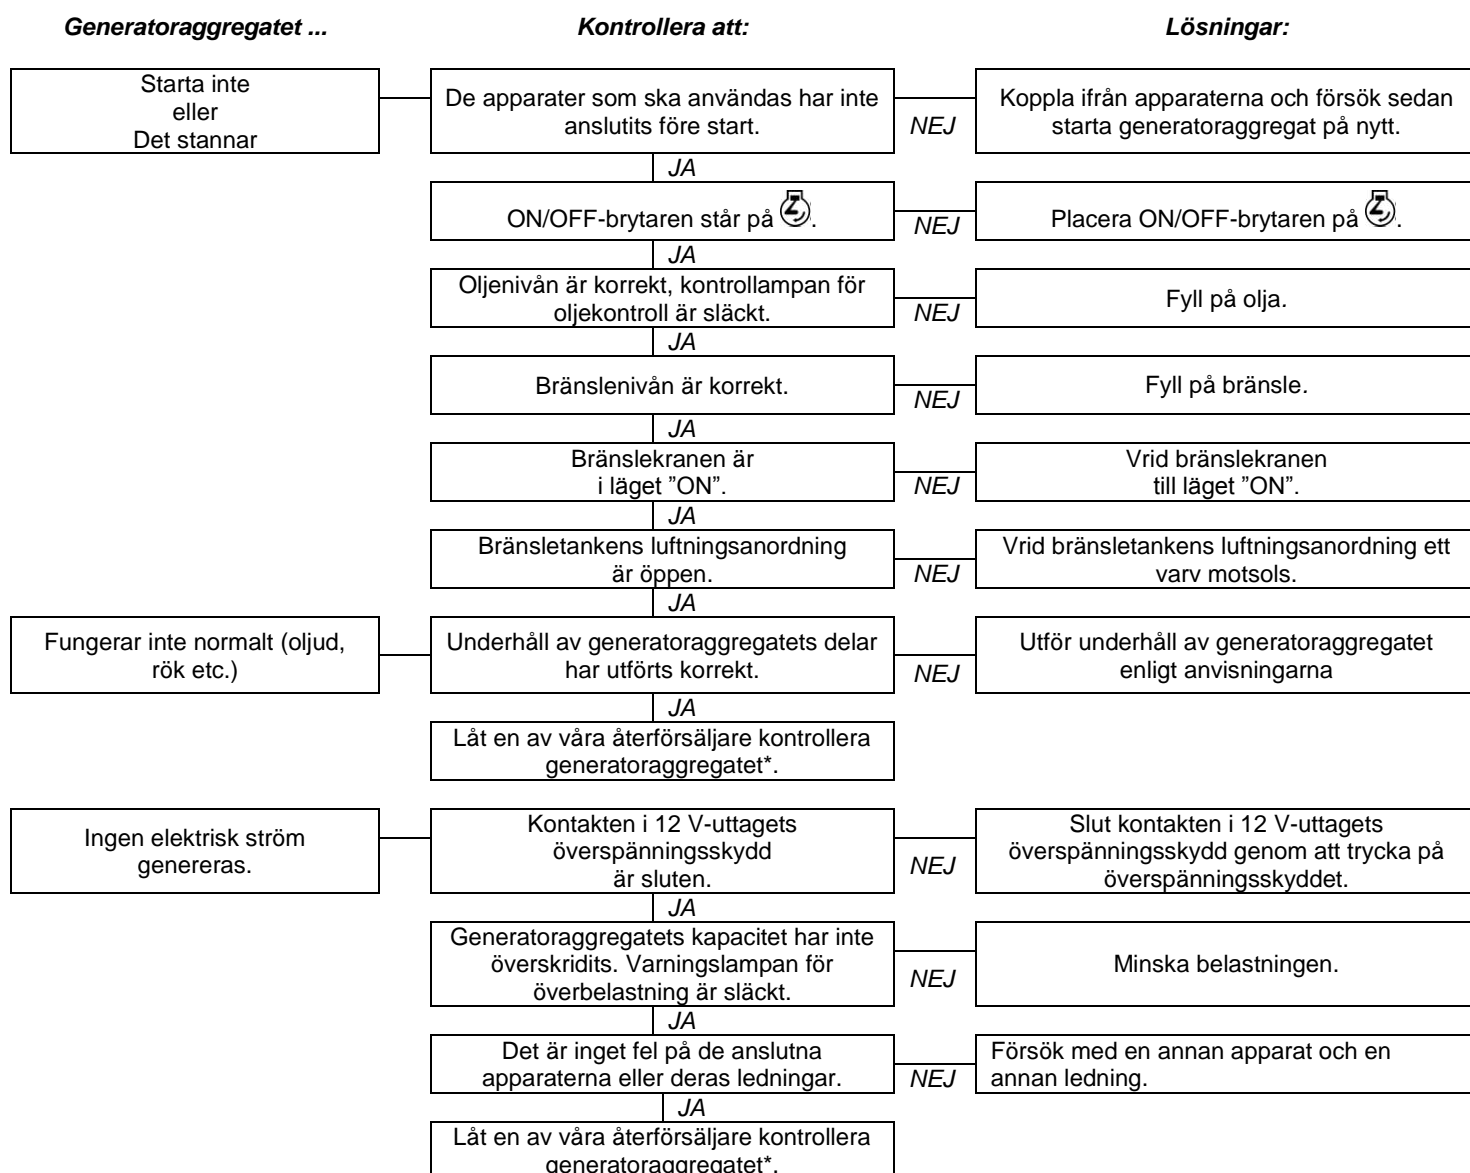 Generatoraggregatet ...
Kontrollera att:
Lösningar:
Starta inte
eller
Det stannar
De apparater som ska användas har inte
anslutits före start.
NEJ
Koppla ifrån apparaterna och försök sedan
starta generatoraggregat på nytt.
JA
ON/OFF-brytaren står på .
NEJ
Placera ON/OFF-brytaren på .
JA
Oljenivån är korrekt, kontrollampan för
oljekontroll är släckt.
NEJ
Fyll på olja.
JA
Bränslenivån är korrekt.
NEJ
Fyll på bränsle.
JA
Bränslekranen är
i läget ”ON”.
NEJ
Vrid bränslekranen
till läget ”ON”.
JA
Bränsletankens luftningsanordning
är öppen.
NEJ
Vrid bränsletankens luftningsanordning ett
varv motsols.
JA
Fungerar inte normalt (oljud,
rök etc.)
Underhåll av generatoraggregatets delar
har utförts korrekt.
NEJ
Utför underhåll av generatoraggregatet
enligt anvisningarna
JA
Låt en av våra återförsäljare kontrollera
generatoraggregatet*.
Ingen elektrisk ström
genereras.
Kontakten i 12 V-uttagets
överspänningsskydd
är sluten.
NEJ
Slut kontakten i 12 V-uttagets
överspänningsskydd genom att trycka på
överspänningsskyddet.
JA
Generatoraggregatets kapacitet har inte
överskridits. Varningslampan för
överbelastning är släckt.
NEJ
Minska belastningen.
JA
Det är inget fel på de anslutna
apparaterna eller deras ledningar.
NEJ
Försök med en annan apparat och en
annan ledning.
JA
Låt en av våra återförsäljare kontrollera
generatoraggregatet*.